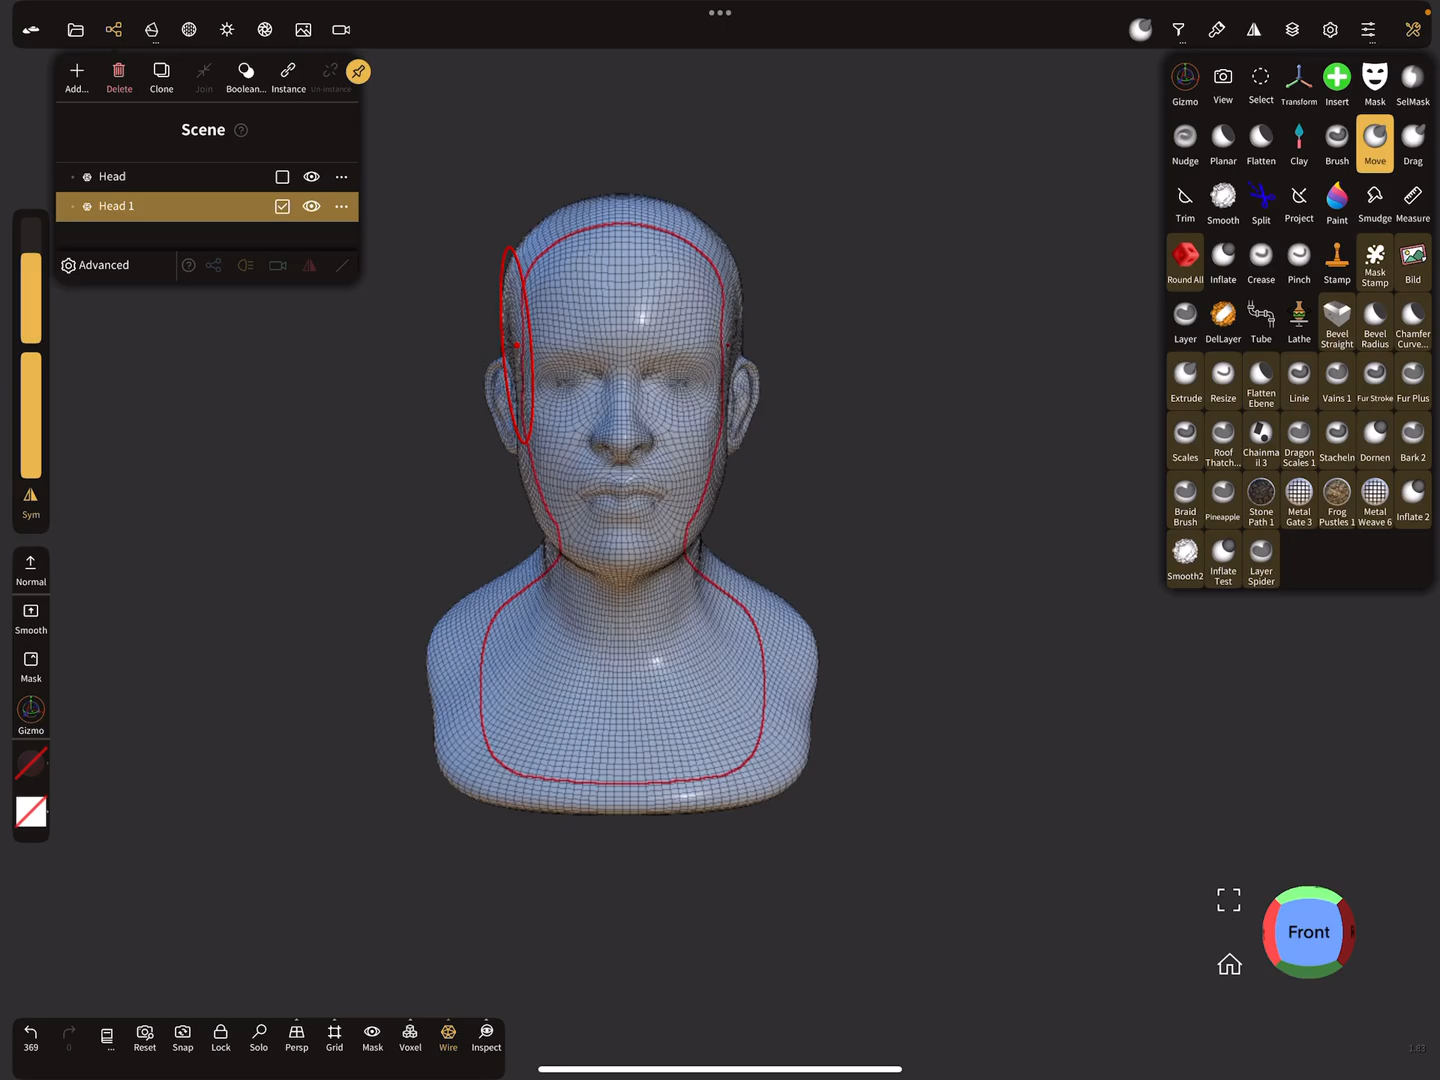 Add...
Delete
Clone
Join
Boolean...
Instance
Un-instance
Scene
Head
Head 1
Advanced
Sym
Normal
Smooth
Mask
Gizmo
Gizmo
View
Select
Transform
Insert
Mask
SelMask
Nudge
Planar
Flatten
Clay
Brush
Move
Drag
Trim
Smooth
Split
Project
Paint
Smudge
Measure
Round All
Inflate
Crease
Pinch
Stamp
Mask
Stamp
Bild
Layer
DelLayer
Tube
Lathe
Bevel
Straight
Bevel
Radius
Chamfer
Curve...
Extrude
Resize
Flatten
Ebene
Linie
Vains 1
Fur Stroke
Fur Plus
Scales
Roof
Thatch...
Chainma
il 3
Dragon
Scales 1
Stacheln
Dornen
Bark 2
Braid
Brush
Pineapple
Stone
Path 1
Metal
Gate 3
Frog
Pustles 1
Metal
Weave 6
Inflate 2
Smooth2
Inflate
Test
Layer
Spider
Front
369
0
...
Reset
Snap
Lock
Solo
Persp
Grid
Mask
Voxel
Wire
Inspect
1.83